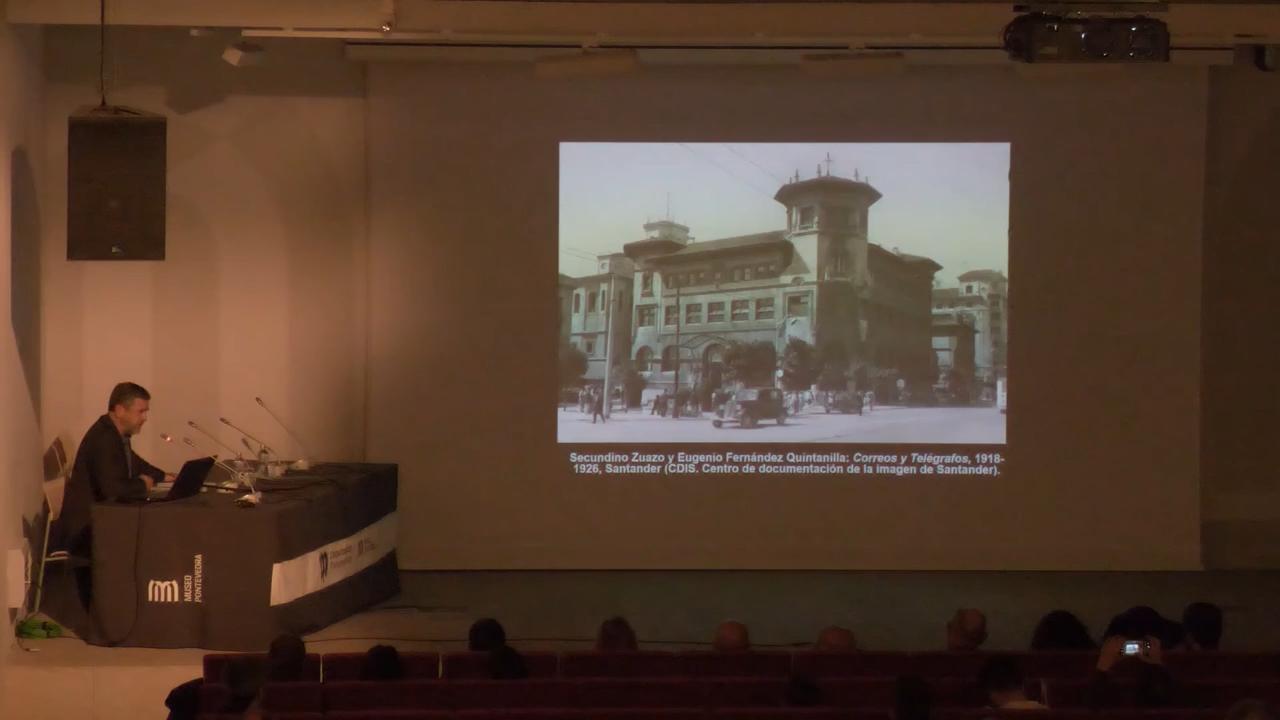 Secundino Zuazo y Eugenio Fernández Quintanilla: Correos y Telégrafos, 1918-
1926, Santander (CDIS. Centro de documentación de la imagen de Santander).
MUSEO
PONTEVEDRA